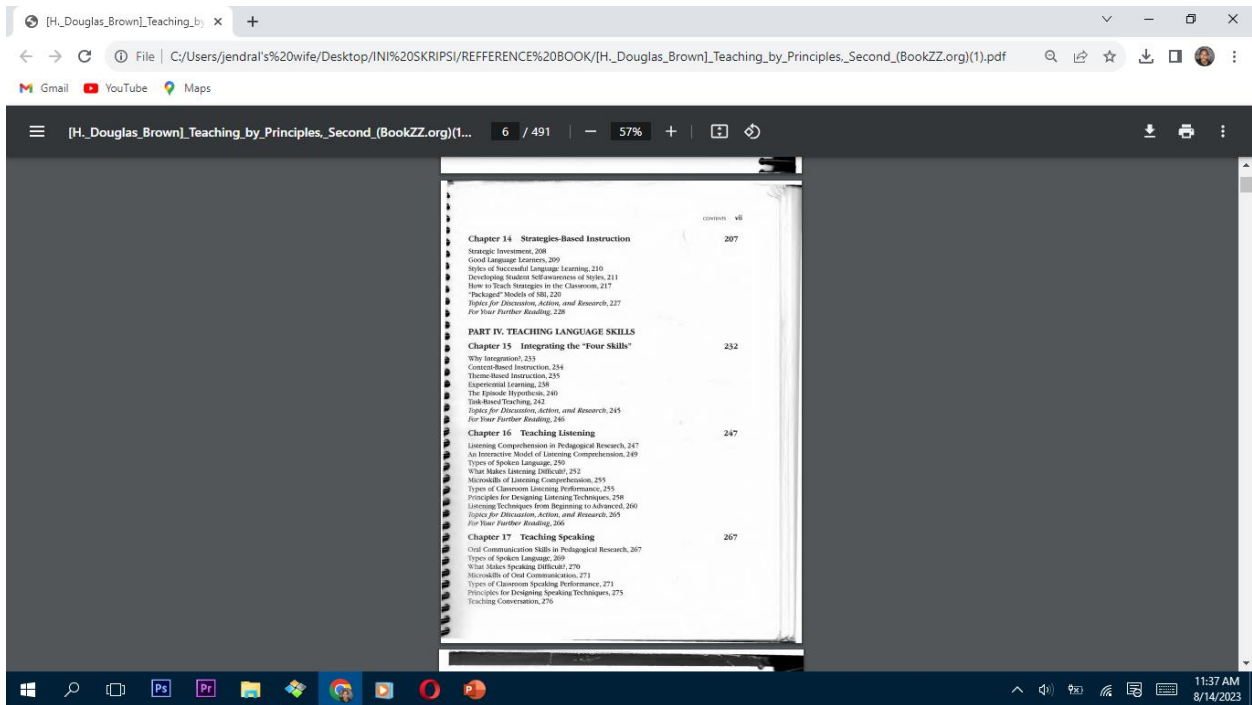 [H._Douglas_Brown]_Teaching_by
File
C:/Users/jendral's%20wife/Desktop/INI%20SKRIPSI/REFFERENCE%20BOOK/[H._Douglas_Brown]_Teaching_by_Principles,_Second_(BookZZ.org)(1).pdf
Gmail YouTube Maps
[H._Douglas_Brown]_Teaching_by_Principles,_Second_(BookZZ.org)(1... 6 / 491 57%
CONTENTS vii
Chapter 14 Strategies-Based Instruction 207
Strategic Investment, 208
Good Language Learners, 209
Styles of Successful Language Learning, 210
Developing Student Self-awareness of Styles, 211
How to Teach Strategies in the Classroom, 217
"Packaged" Models of SBI, 220
Topics for Discussion, Action, and Research, 227
For Your Further Reading, 228
PART IV. TEACHING LANGUAGE SKILLS
Chapter 15 Integrating the "Four Skills" 232
Why Integration?, 233
Content-Based Instruction, 234
Theme-Based Instruction, 235
Experiential Learning, 238
The Episode Hypothesis, 240
Task-Based Teaching, 242
Topics for Discussion, Action, and Research, 245
For Your Further Reading, 246
Chapter 16 Teaching Listening 247
Listening Comprehension in Pedagogical Research, 247
An Interactive Model of Listening Comprehension, 249
Types of Spoken Language, 250
What Makes Listening Difficult?, 252
Microskills of Listening Comprehension, 255
Types of Classroom Listening Performance, 255
Principles for Designing Listening Techniques, 258
Listening Techniques from Beginning to Advanced, 260
Topics for Discussion, Action, and Research, 265
For Your Further Reading, 266
Chapter 17 Teaching Speaking 267
Oral Communication Skills in Pedagogical Research, 267
Types of Spoken Language, 269
What Makes Speaking Difficult?, 270
Microskills of Oral Communication, 271
Types of Classroom Speaking Performance, 271
Principles for Designing Speaking Techniques, 275
Teaching Conversation, 276
Ps Pr
11:37 AM
8/14/2023